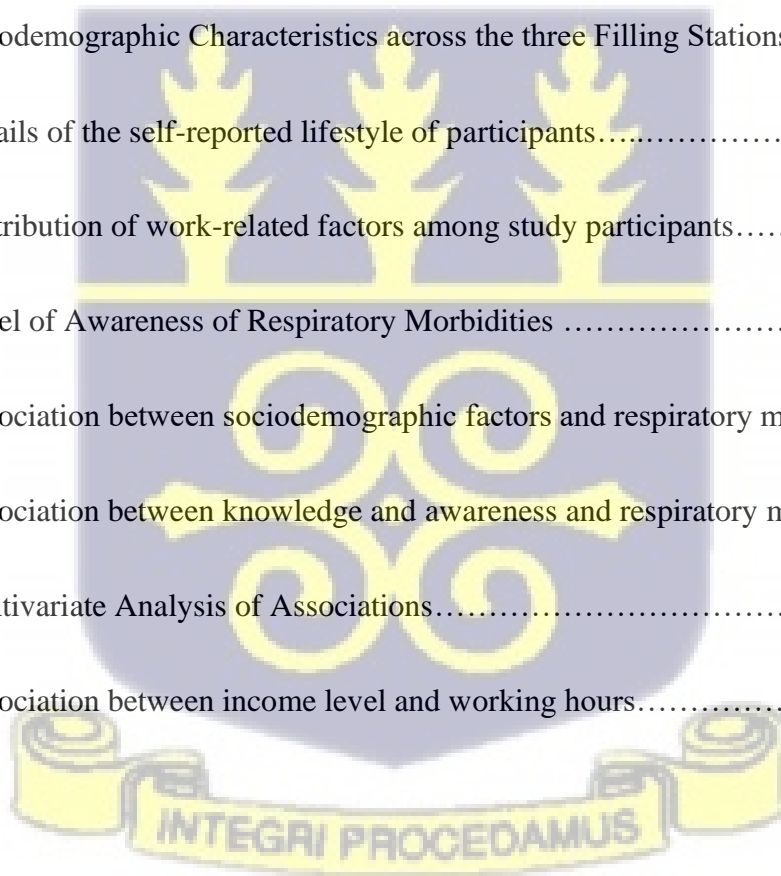 odemographic Characteristics across the three Filling Stations
ails of the self-reported lifestyle of participants…..…………
tribution of work-related factors among study participants…..
el of Awareness of Respiratory Morbidities …………………
ociation between sociodemographic factors and respiratory m
ociation between knowledge and awareness and respiratory m
ltivariate Analysis of Associations……………………………
ociation between income level and working hours……………
INTEGRI PROCEDAMUS